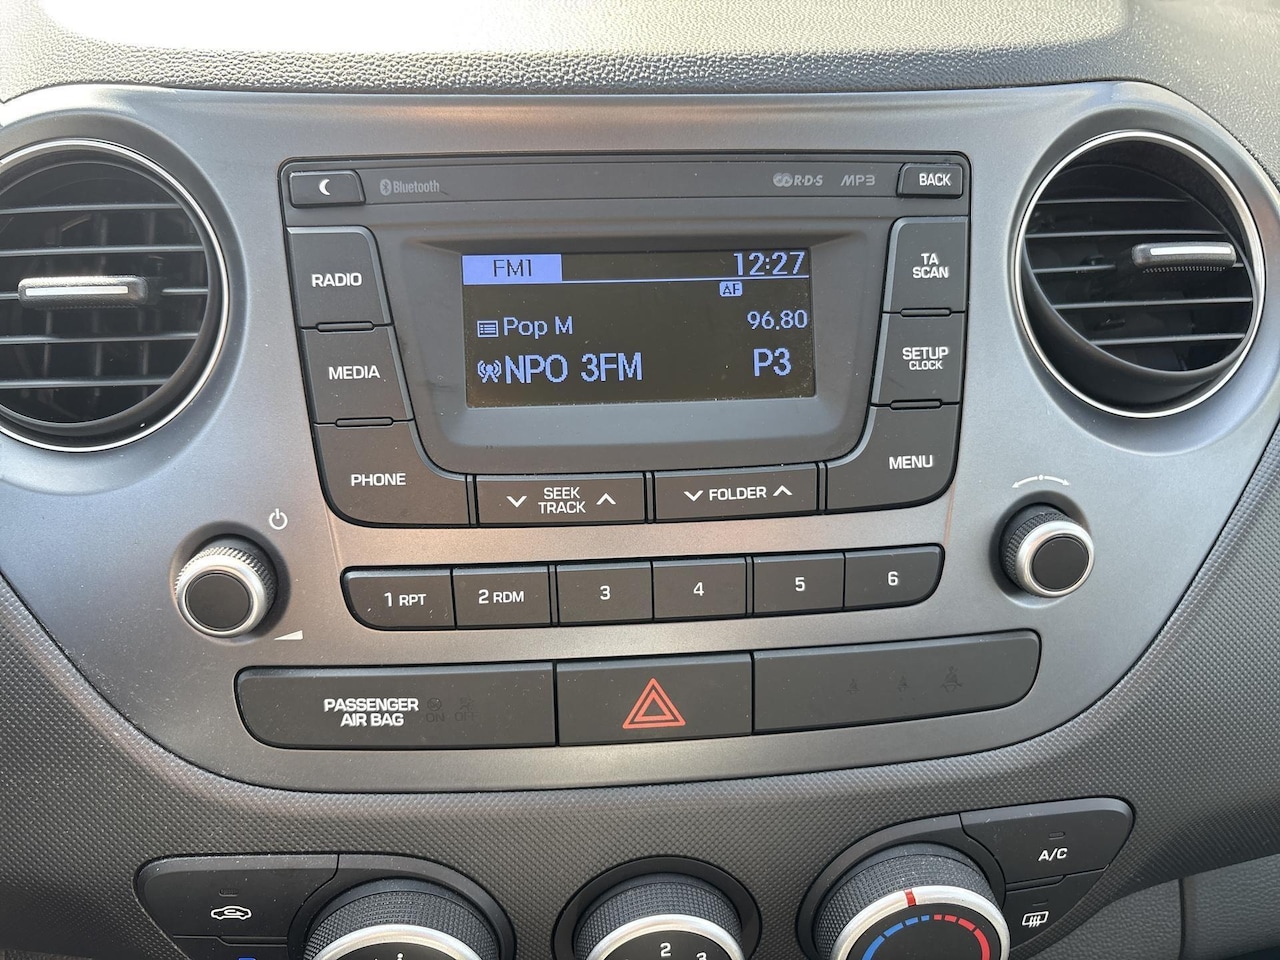 Bluetooth
R·D·S MP3
BACK
RADIO
FM1 12:27
AF
TA
SCAN
Pop M 96.80
NPO 3FM P3
MEDIA
SETUP
CLOCK
PHONE
SEEK
TRACK
FOLDER
MENU
1 RPT
2 RDM
3
4
5
6
PASSENGER
AIR BAG
ON OFF
A/C
2
3